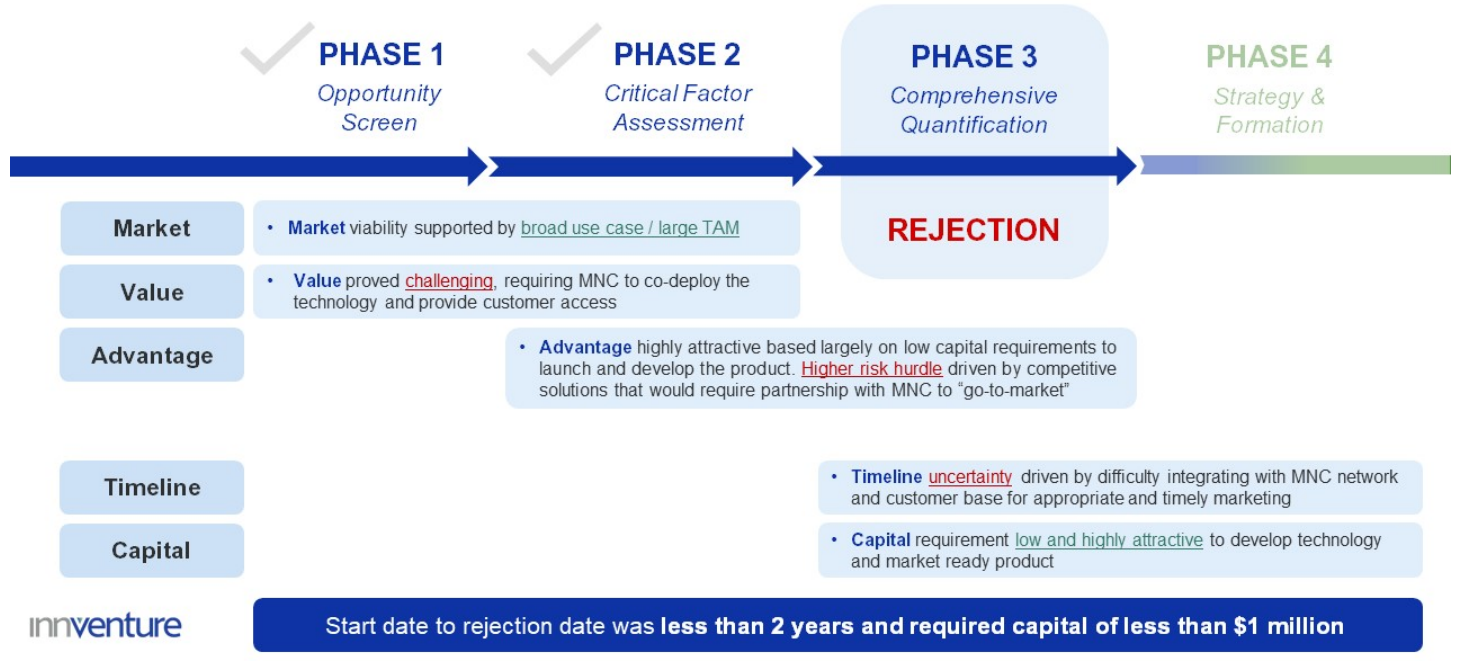 PHASE 1
Opportunity
Screen
PHASE 2
Critical Factor
Assessment
PHASE 3
Comprehensive
Quantification
PHASE 4
Strategy &
Formation
Market
• Market viability supported by broad use case / large TAM
REJECTION
Value
• Value proved challenging, requiring MNC to co-deploy the
technology and provide customer access
Advantage
• Advantage highly attractive based largely on low capital requirements to
launch and develop the product. Higher risk hurdle driven by competitive
solutions that would require partnership with MNC to “go-to-market”
Timeline
• Timeline uncertainty driven by difficulty integrating with MNC network
and customer base for appropriate and timely marketing
Capital
• Capital requirement low and highly attractive to develop technology
and market ready product
innventure
Start date to rejection date was less than 2 years and required capital of less than $1 million